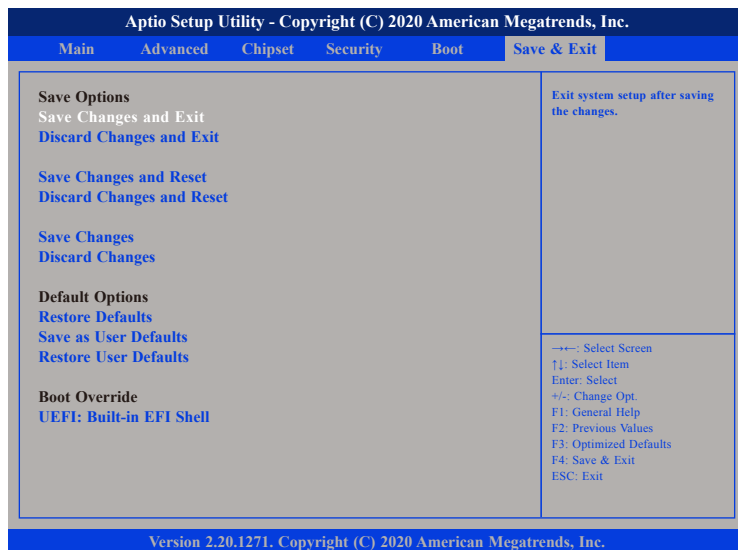 Aptio Setup Utility - Copyright (C) 2020 American Megatrends, Inc.
Main Advanced Chipset Security Boot Save & Exit
Save Options
Save Changes and Exit
Discard Changes and Exit
Save Changes and Reset
Discard Changes and Reset
Save Changes
Discard Changes
Default Options
Restore Defaults
Save as User Defaults
Restore User Defaults
Boot Override
UEFI: Built-in EFI Shell
Exit system setup after saving
the changes.
→←: Select Screen
↑↓: Select Item
Enter: Select
+/-: Change Opt.
F1: General Help
F2: Previous Values
F3: Optimized Defaults
F4: Save & Exit
ESC: Exit
Version 2.20.1271. Copyright (C) 2020 American Megatrends, Inc.